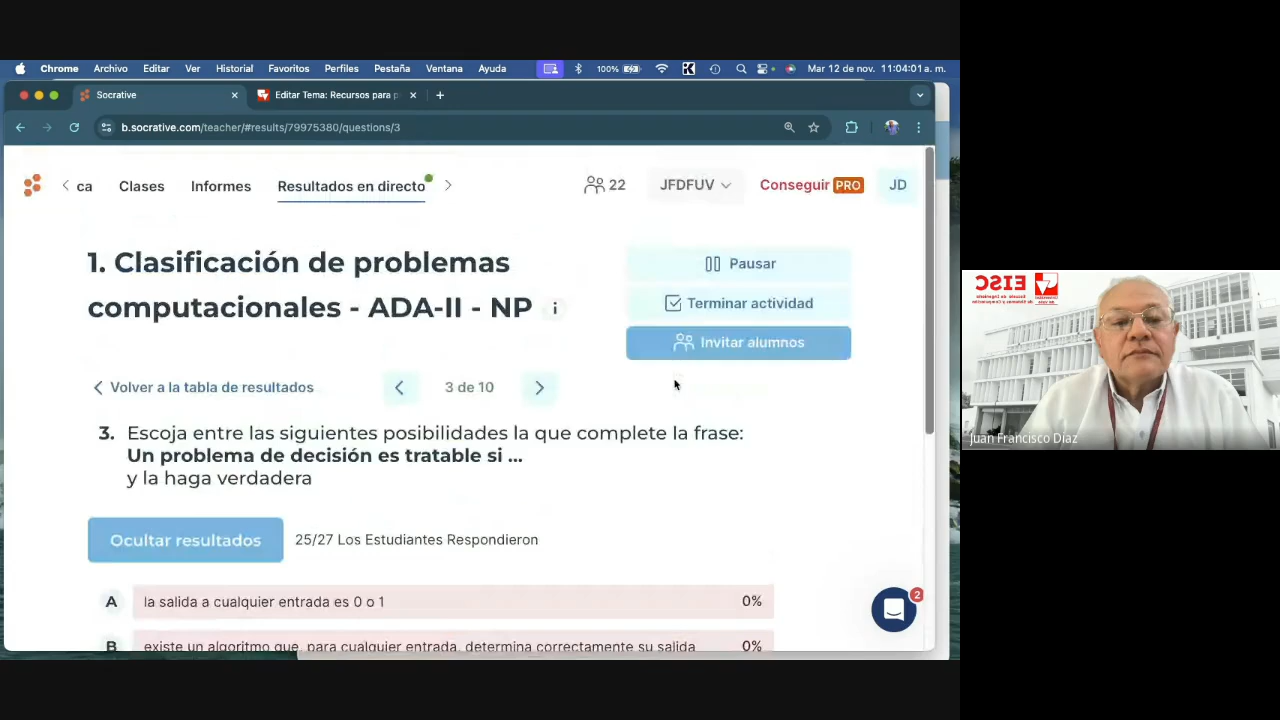 Chrome Archivo Editar Ver Historial Favoritos Perfiles Pestaña Ventana Ayuda 100% Mar 12 de nov. 11:04:01 a. m.
Socrative Editar Tema: Recursos para p
b.socrative.com/teacher/#results/79975380/questions/3
ca Clases Informes Resultados en directo 22 JFDFUV Conseguir PRO JD
1. Clasificación de problemas
computacionales - ADA-II - NP
Pausar
Terminar actividad
Invitar alumnos
Volver a la tabla de resultados 3 de 10
3. Escoja entre las siguientes posibilidades la que complete la frase:
Un problema de decisión es tratable si ...
y la haga verdadera
Ocultar resultados 25/27 Los Estudiantes Respondieron
A la salida a cualquier entrada es 0 o 1 0%
B existe un algoritmo que, para cualquier entrada, determina correctamente su salida 0%
2
EISC
Juan Francisco Díaz